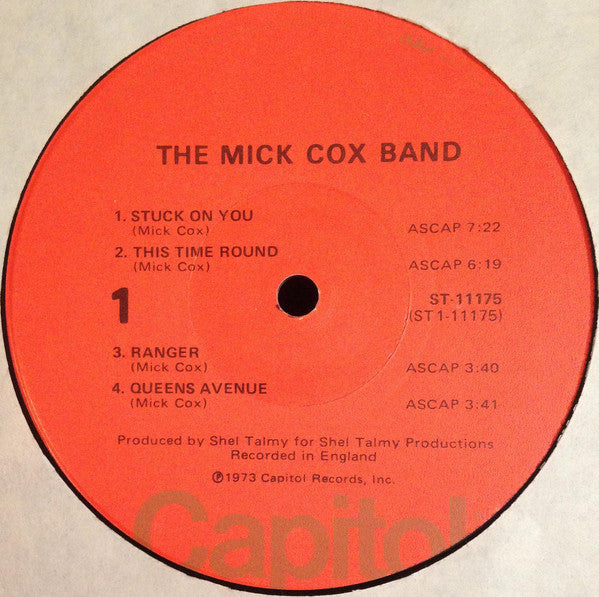 THE MICK COX BAND
1. STUCK ON YOU
(Mick Cox) ASCAP 7:22
2. THIS TIME ROUND
(Mick Cox) ASCAP 6:19
1 ST-11175
(ST 1-11175)
3. RANGER
(Mick Cox) ASCAP 3:40
4. QUEENS AVENUE
(Mick Cox) ASCAP 3:41
Produced by Shel Talmy for Shel Talmy Productions
Recorded in England
℗1973 Capitol Records, Inc.
Capitol